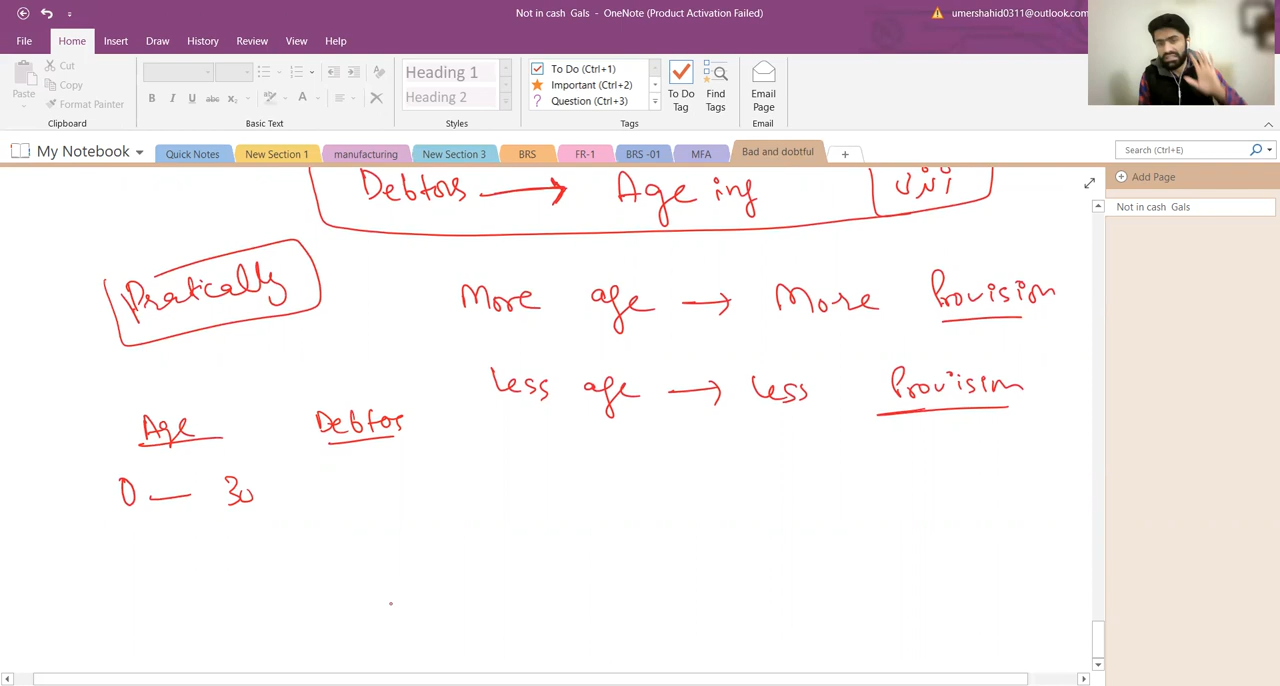 Not in cash Gals - OneNote (Product Activation Failed)
umershahid0311@outlook.com
File Home Insert Draw History Review View Help
Paste
Cut
Copy
Format Painter
Clipboard
B I U abc x₂ A
Basic Text
Heading 1
Heading 2
Styles
To Do (Ctrl+1)
Important (Ctrl+2)
? Question (Ctrl+3)
To Do Tag
Find Tags
Tags
Email Page
Email
My Notebook
Quick Notes New Section 1 manufacturing New Section 3 BRS FR-1 BRS -01 MFA Bad and dobtful
Search (Ctrl+E)
Add Page
Not in cash Gals
Debtors → Ageing
Pratically
More age → More Provision
Less age → Less Provision
Age Debtors
0 — 30